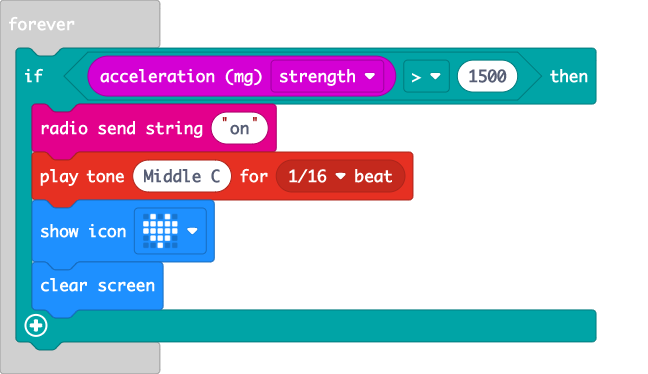 forever
if acceleration (mg) strength > 1500 then
radio send string "on"
play tone Middle C for 1/16 beat
show icon
clear screen